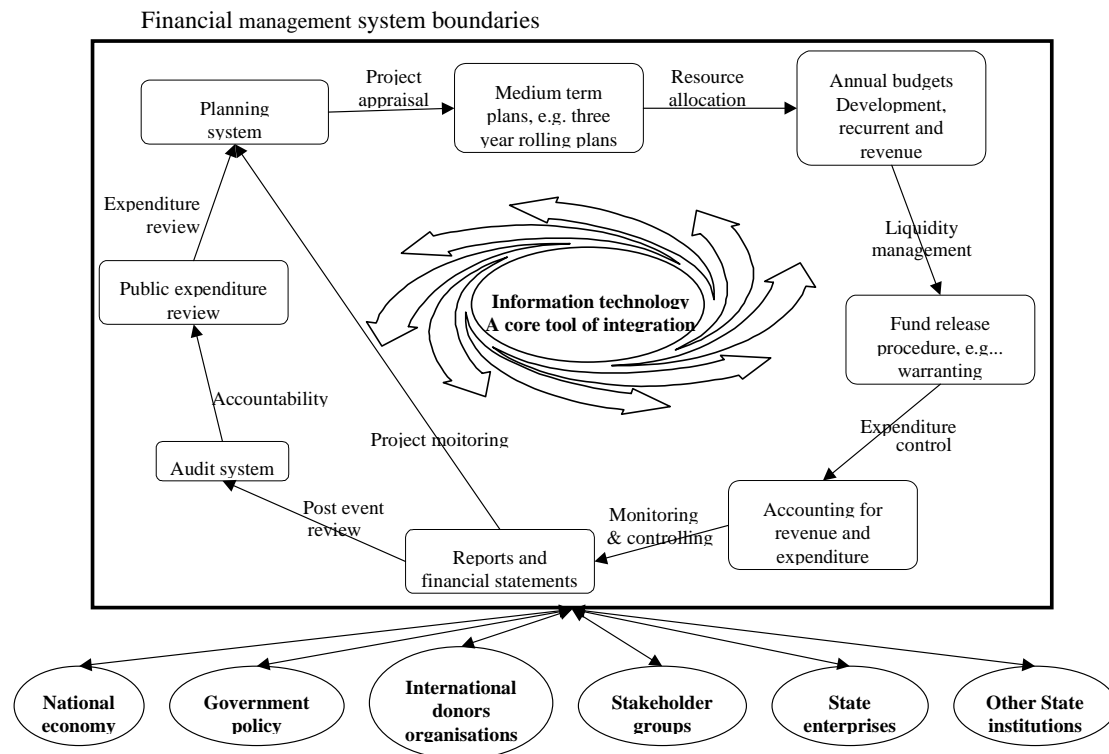 Financial management system boundaries
Planning
system
Project
appraisal
Medium term
plans, e.g. three
year rolling plans
Resource
allocation
Annual budgets
Development,
recurrent and
revenue
Expenditure
review
Liquidity
management
Public expenditure
review
Information technology
A core tool of integration
Fund release
procedure, e.g...
warranting
Accountability
Project moitoring
Expenditure
control
Audit system
Post event
review
Reports and
financial statements
Monitoring
& controlling
Accounting for
revenue and
expenditure
National
economy
Government
policy
International
donors
organisations
Stakeholder
groups
State
enterprises
Other State
institutions